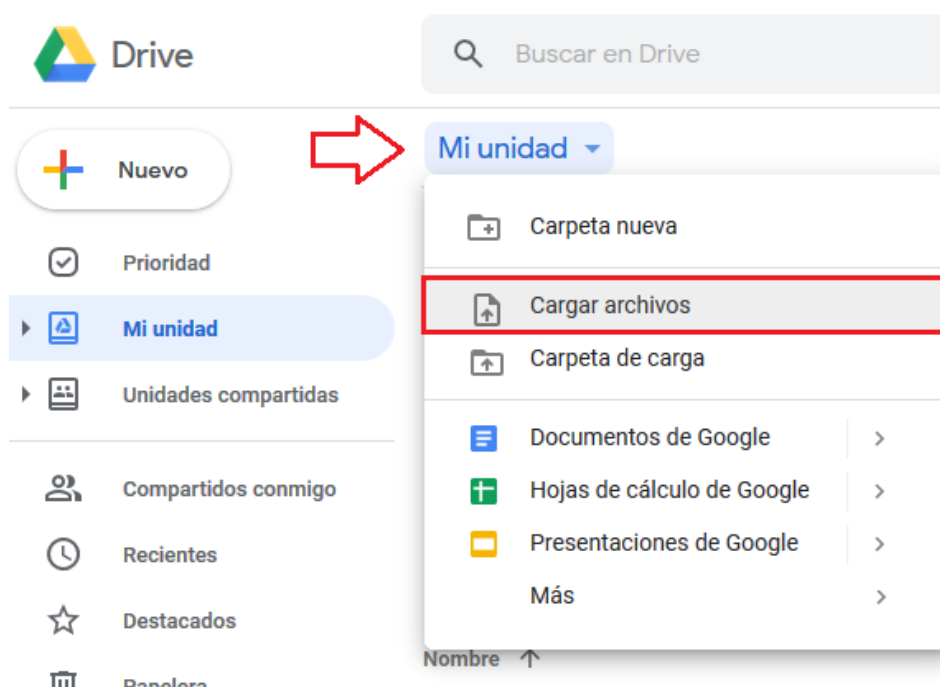 Drive
Buscar en Drive
Nuevo
Mi unidad
Prioridad
Mi unidad
Unidades compartidas
Compartidos conmigo
Recientes
Destacados
Papelera
Carpeta nueva
Cargar archivos
Carpeta de carga
Documentos de Google
Hojas de cálculo de Google
Presentaciones de Google
Más
Nombre